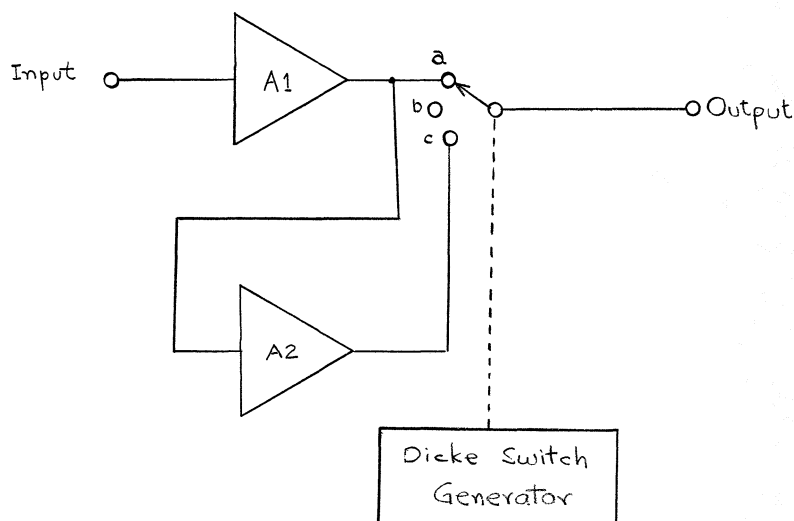 Input
A1
a
b
c
Output
A2
Dicke Switch
Generator